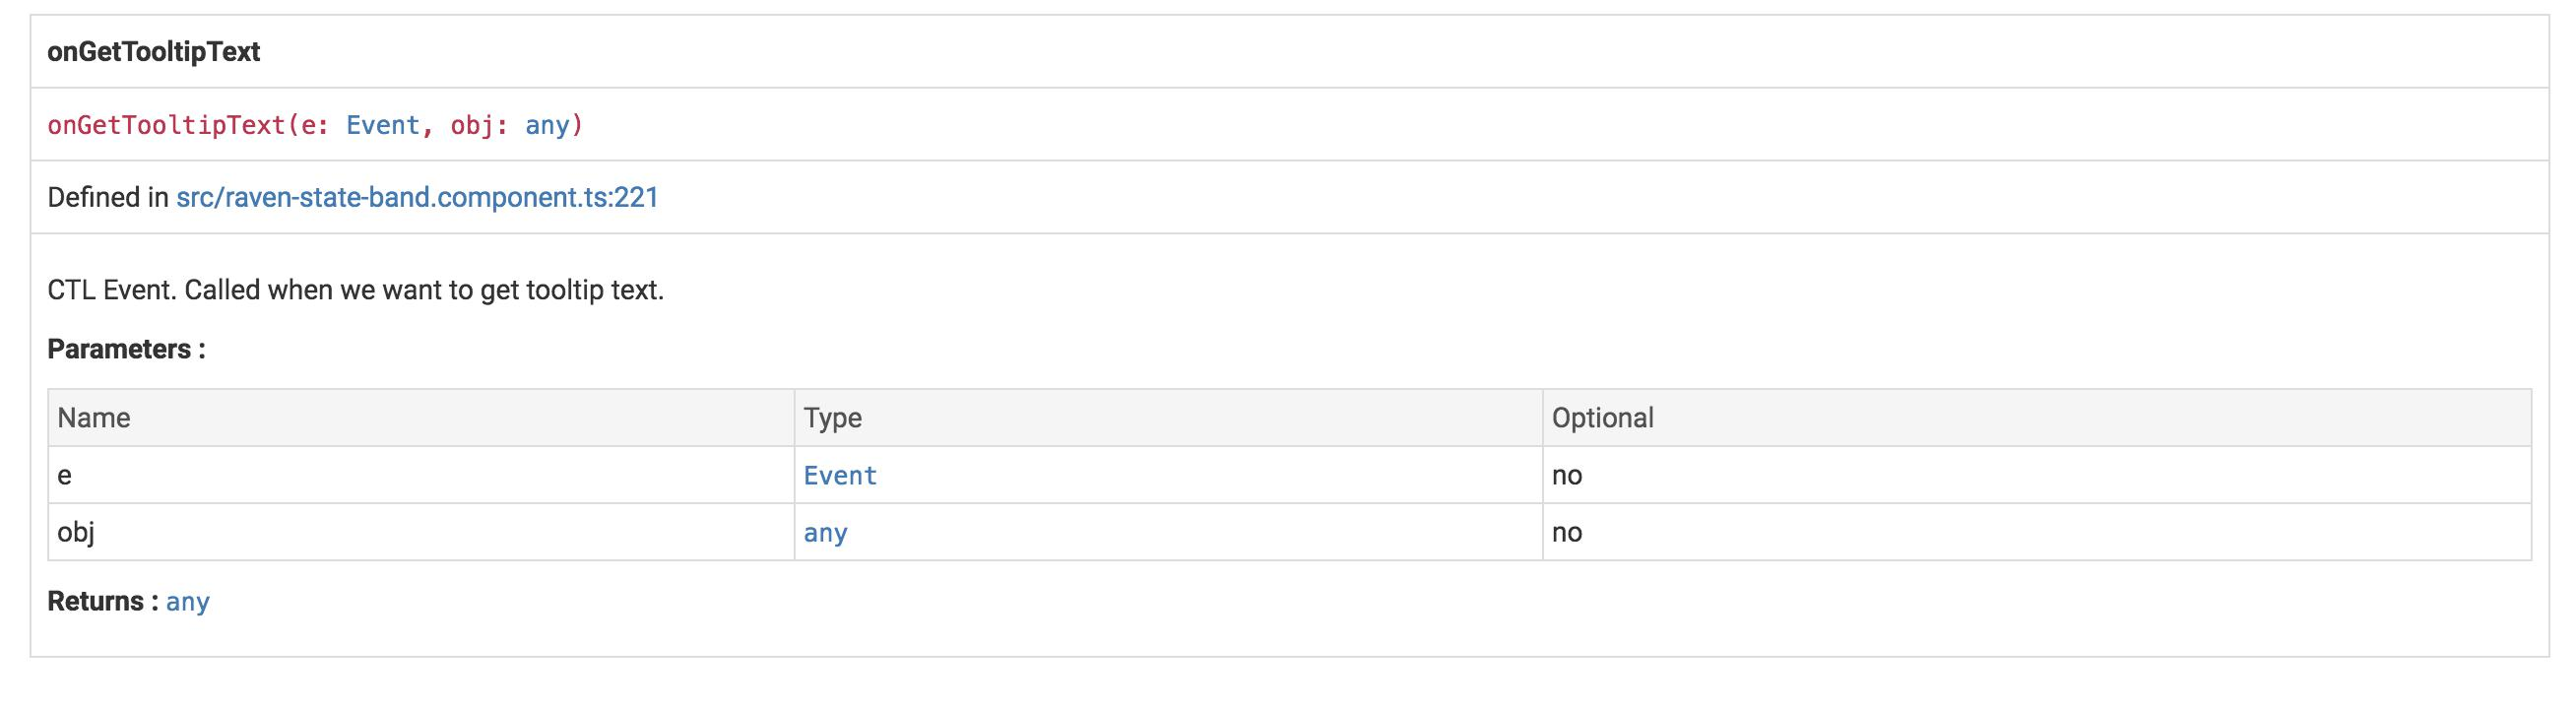 onGetTooltipText
onGetTooltipText(e: Event, obj: any)
Defined in src/raven-state-band.component.ts:221
CTL Event. Called when we want to get tooltip text.
Parameters :
Name Type Optional
e Event no
obj any no
Returns : any